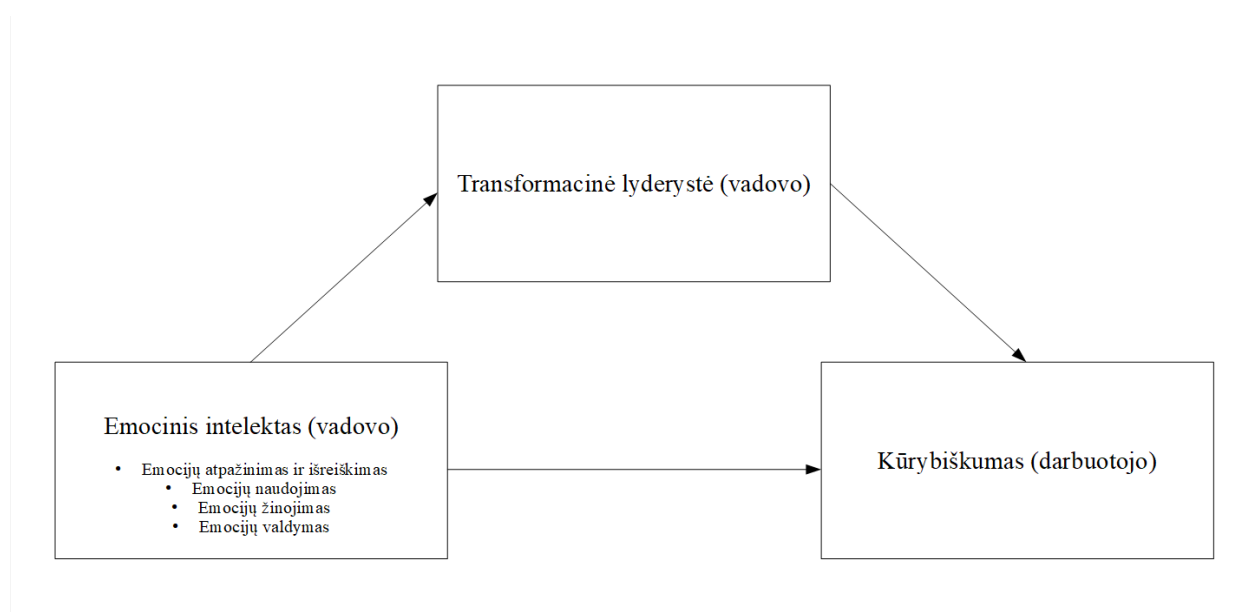 Transformacinė lyderystė (vadovo)
Emocinis intelektas (vadovo)
• Emocijų atpažinimas ir išreiškimas
• Emocijų naudojimas
• Emocijų žinojimas
• Emocijų valdymas
Kūrybiškumas (darbuotojo)